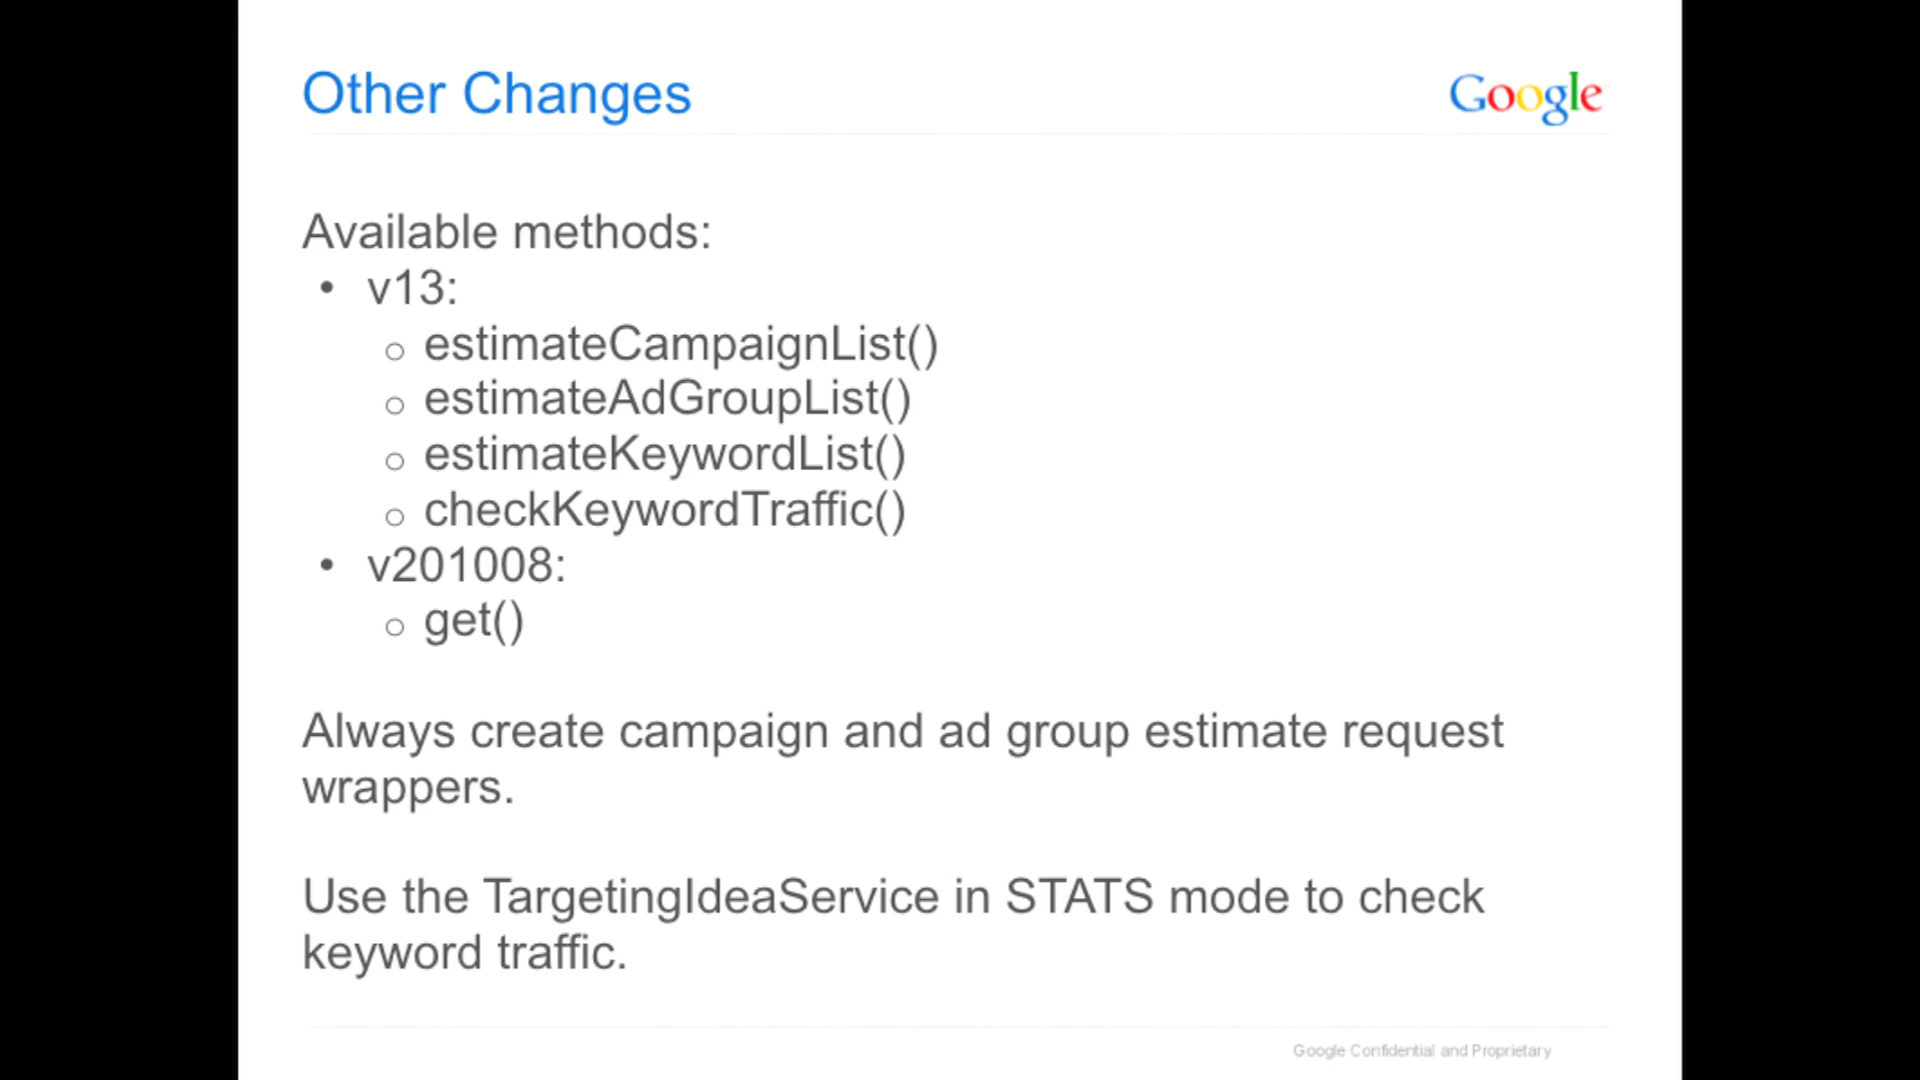 Other Changes
Google
Available methods:
• v13:
o estimateCampaignList()
o estimateAdGroupList()
o estimateKeywordList()
o checkKeywordTraffic()
• v201008:
o get()
Always create campaign and ad group estimate request
wrappers.
Use the TargetingIdeaService in STATS mode to check
keyword traffic.
Google Confidential and Proprietary